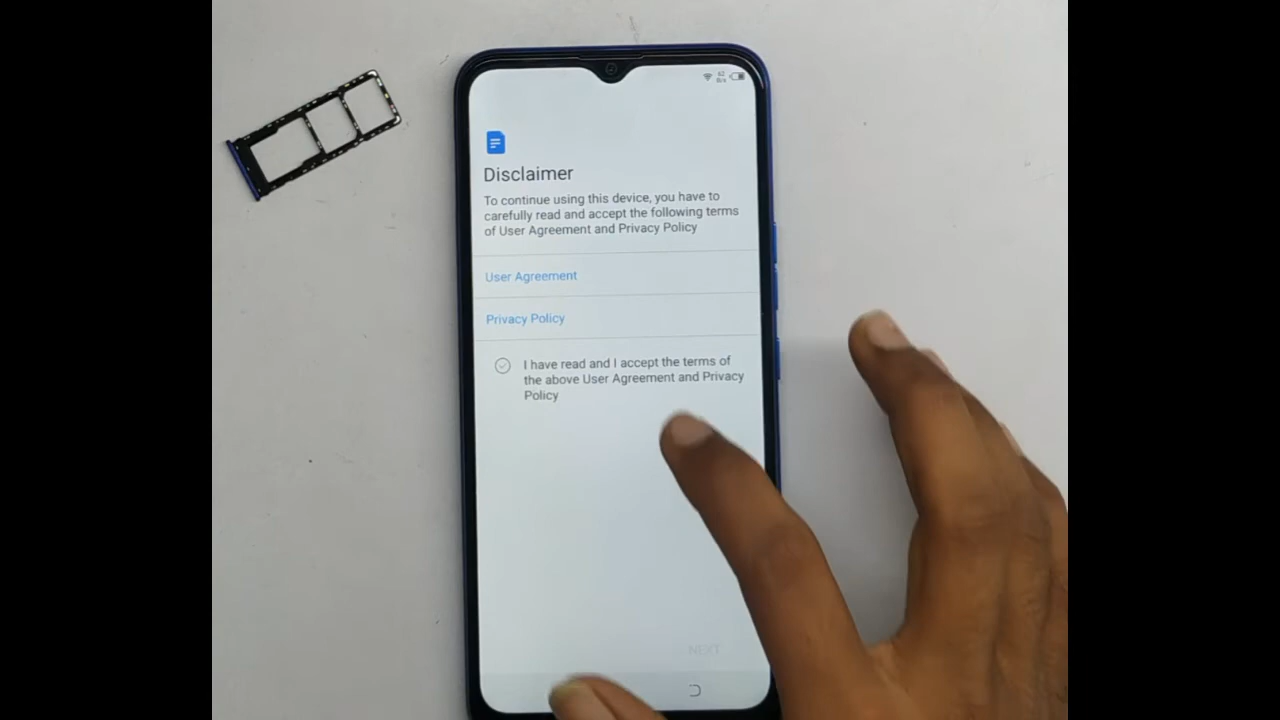 Disclaimer
To continue using this device, you have to
carefully read and accept the following terms
of User Agreement and Privacy Policy
User Agreement
Privacy Policy
I have read and I accept the terms of
the above User Agreement and Privacy
Policy
NEXT